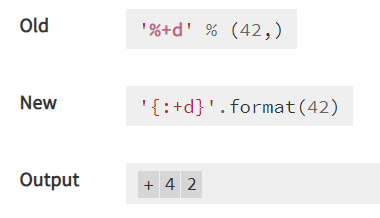 Old '%+d' % (42,)
New '{:+d}'.format(42)
Output +42